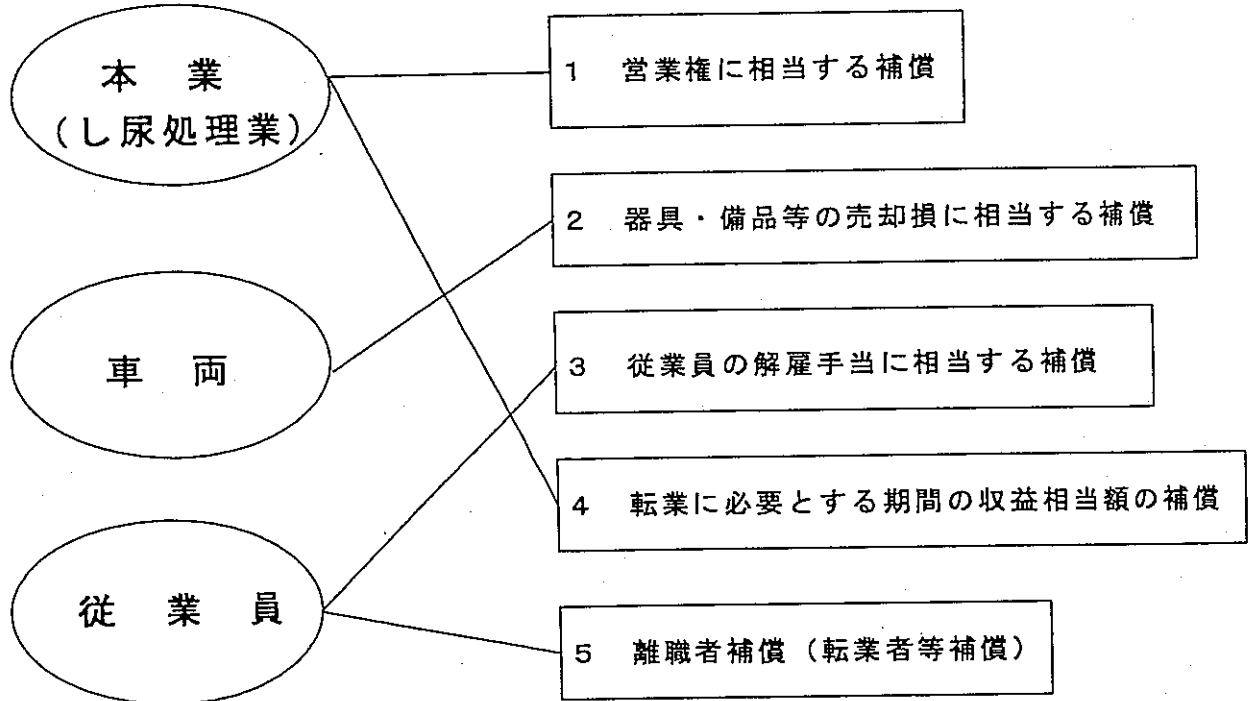 本 業
(し尿処理業)
車 両
従 業 員
1 営業権に相当する補償
2 器具・備品等の売却損に相当する補償
3 従業員の解雇手当に相当する補償
4 転業に必要とする期間の収益相当額の補償
5 離職者補償(転業者等補償)